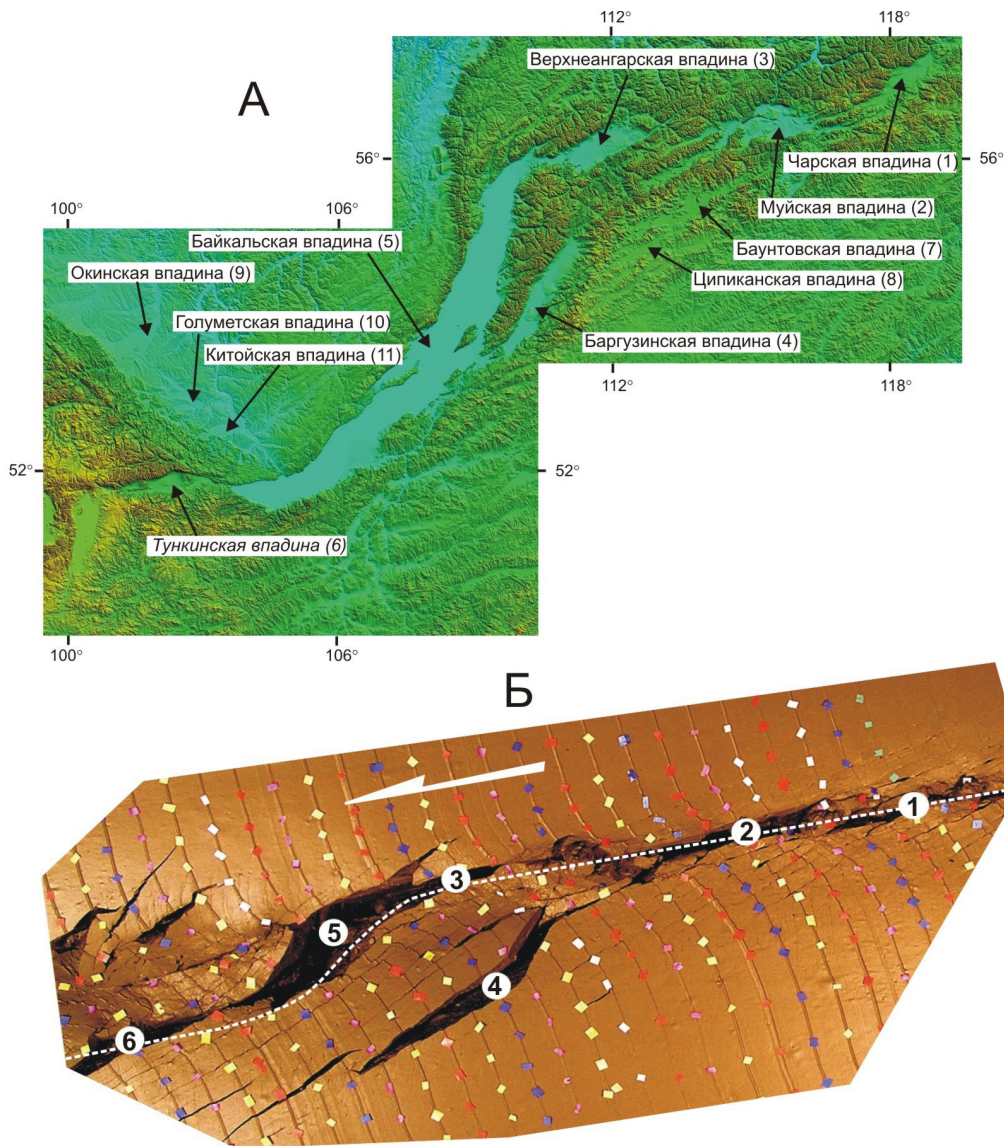 112° 118°
Верхнеангарская впадина (3)
А
56° 56°
Чарская впадина (1)
100° 106°
Муйская впадина (2)
Байкальская впадина (5)
Баунтовская впадина (7)
Окинская впадина (9)
Ципиканская впадина (8)
Голуметская впадина (10)
Баргузинская впадина (4)
Китойская впадина (11)
112° 118°
52° 52°
Тункинская впадина (6)
100° 106°
Б
1
2
3
5
4
6